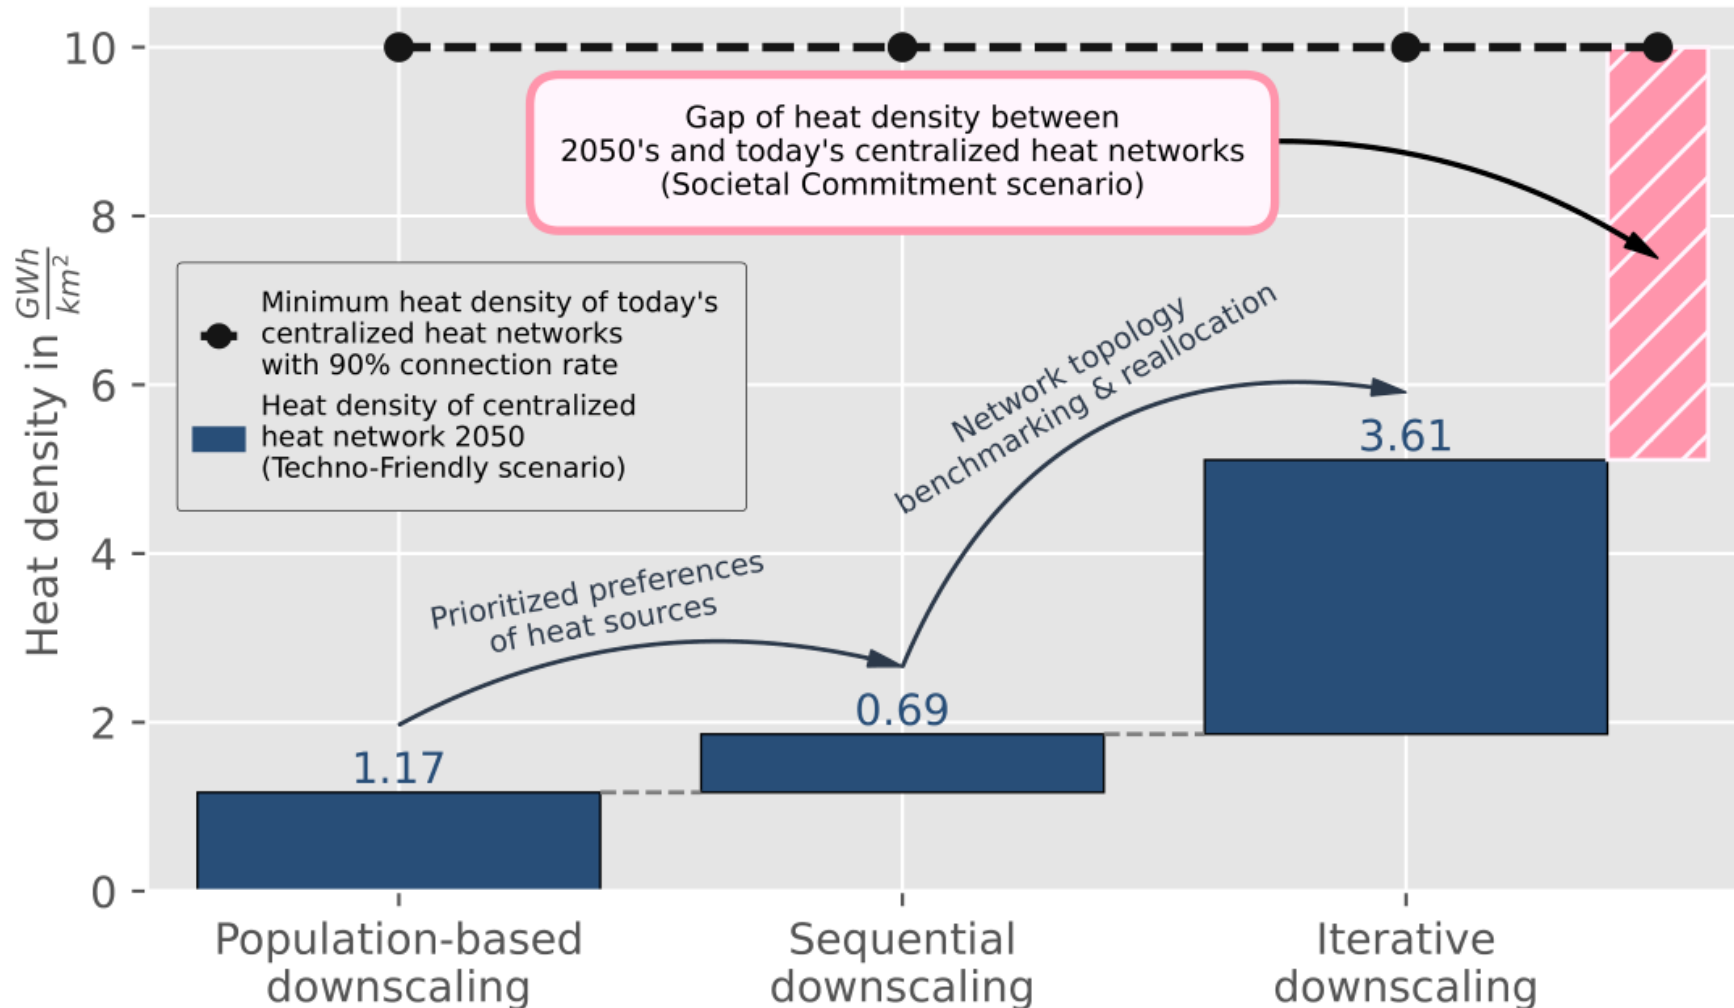 10
8
6
4
2
0
Heat density in GWh/km²
Gap of heat density between
2050's and today's centralized heat networks
(Societal Commitment scenario)
Minimum heat density of today's
centralized heat networks
with 90% connection rate
Heat density of centralized
heat network 2050
(Techno-Friendly scenario)
Prioritized preferences
of heat sources
Network topology
benchmarking & reallocation
1.17
0.69
3.61
Population-based
downscaling
Sequential
downscaling
Iterative
downscaling